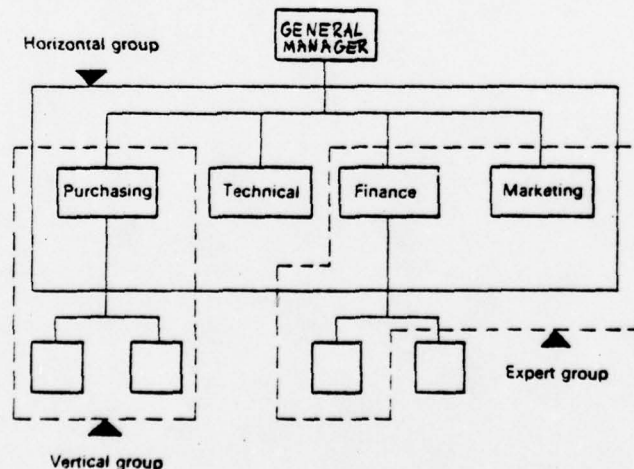 GENERAL
MANAGER
Horizontal group
Purchasing
Technical
Finance
Marketing
Expert group
Vertical group